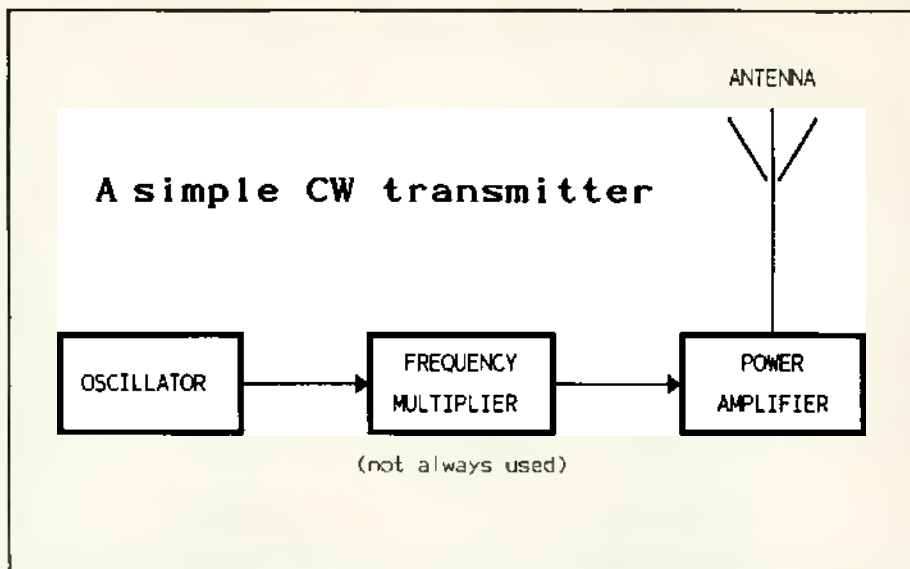 ANTENNA
A simple CW transmitter
OSCILLATOR
FREQUENCY
MULTIPLIER
POWER
AMPLIFIER
(not always used)